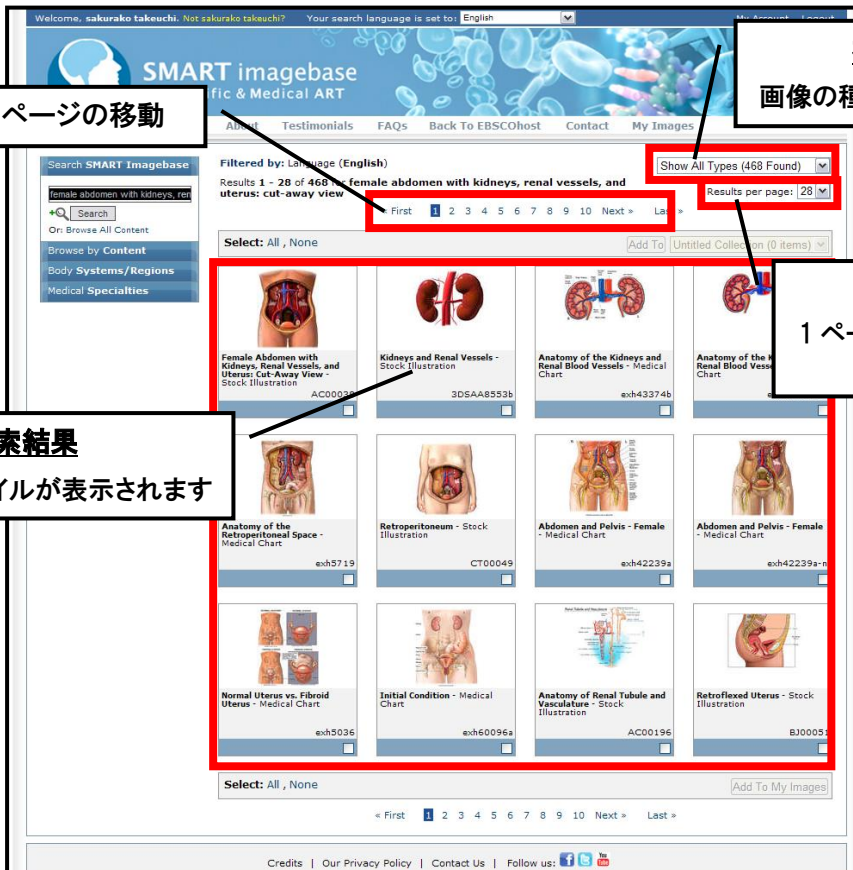 Welcome, sakurako takeuchi. Not sakurako takeuchi?
Your search language is set to: English
My Account Logout
SMART imagebase
fic & Medical ART
ページの移動
画像の種
About Testimonials FAQs Back To EBSCOhost Contact My Images
Search SMART Imagebase
female abdomen with kidneys, ren
Search
Or: Browse All Content
Browse by Content
Body Systems/Regions
Medical Specialties
Filtered by: Language (English)
Show All Types (468 Found)
Results 1 - 28 of 468 for female abdomen with kidneys, renal vessels, and
uterus: cut-away view
Results per page: 28
« First 1 2 3 4 5 6 7 8 9 10 Next » Last »
Select: All , None
Add To Untitled Collection (0 items)
1 ペー
Female Abdomen with
Kidneys, Renal Vessels, and
Uterus: Cut-Away View -
Stock Illustration
Kidneys and Renal Vessels -
Stock Illustration
3DSAA8553b
Anatomy of the Kidneys and
Renal Blood Vessels - Medical
Chart
exh43374b
Anatomy of the
Renal Blood
Chart
索結果
イルが表示されます
Anatomy of the
Retroperitoneal Space -
Medical Chart
exh5719
Retroperitoneum - Stock
Illustration
CT00049
Abdomen and Pelvis - Female
- Medical Chart
exh42239a
Abdomen and Pelvis - Female
- Medical Chart
exh42239a-n
Normal Uterus vs. Fibroid
Uterus - Medical Chart
exh5036
Initial Condition - Medical
Chart
exh60096a
Anatomy of Renal Tubule and
Vasculature - Stock
Illustration
AC00196
Retroflexed Uterus - Stock
Illustration
BJ00051
Select: All , None
Add To My Images
« First 1 2 3 4 5 6 7 8 9 10 Next » Last »
Credits | Our Privacy Policy | Contact Us | Follow us: